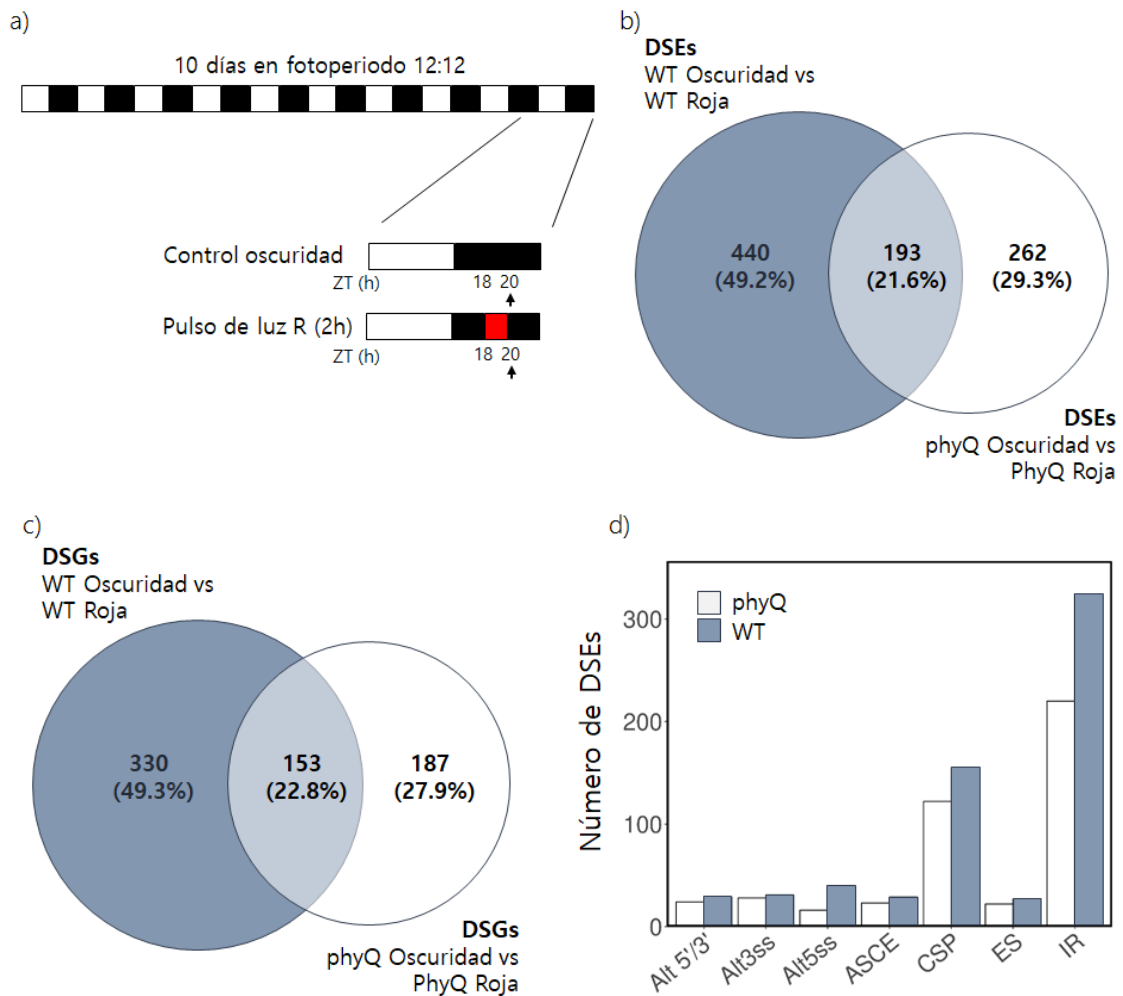 a)
10 días en fotoperiodo 12:12
Control oscuridad
ZT (h)
18 20
Pulso de luz R (2h)
ZT (h)
18 20
b)
DSEs
WT Oscuridad vs
WT Roja
440
(49.2%)
193
(21.6%)
262
(29.3%)
DSEs
phyQ Oscuridad vs
PhyQ Roja
c)
DSGs
WT Oscuridad vs
WT Roja
330
(49.3%)
153
(22.8%)
187
(27.9%)
DSGs
phyQ Oscuridad vs
PhyQ Roja
d)
Número de DSEs
300
200
100
0
phyQ
WT
Alt 5'/3'
Alt3ss
Alt5ss
ASCE
CSP
ES
IR